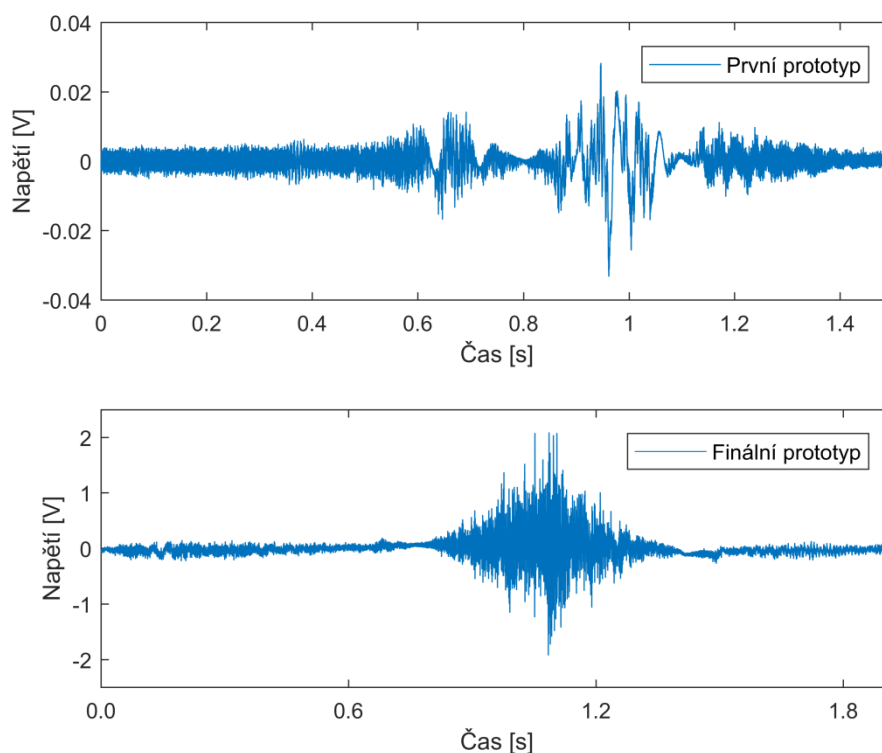 0.04
0.02
0
-0.02
-0.04
Napětí [V]
První prototyp
0 0.2 0.4 0.6 0.8 1 1.2 1.4
Čas [s]
2
1
0
-1
-2
Napětí [V]
Finální prototyp
0.0 0.6 1.2 1.8
Čas [s]